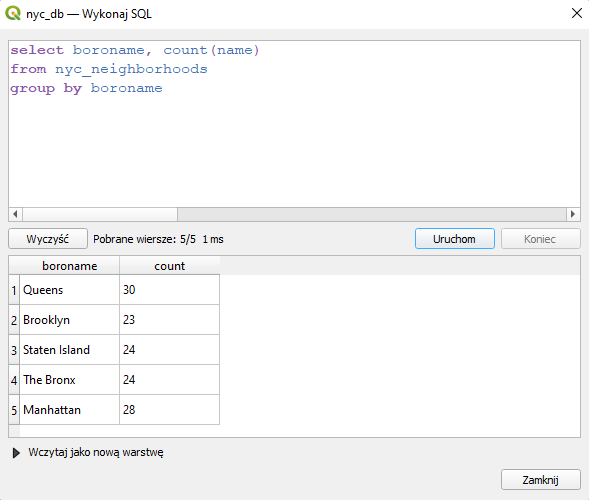 nyc_db — Wykonaj SQL
select boroname, count(name)
from nyc_neighborhoods
group by boroname
Wyczyść Pobrane wiersze: 5/5 1 ms Uruchom Koniec
boroname count
1 Queens 30
2 Brooklyn 23
3 Staten Island 24
4 The Bronx 24
5 Manhattan 28
Wczytaj jako nową warstwę
Zamknij